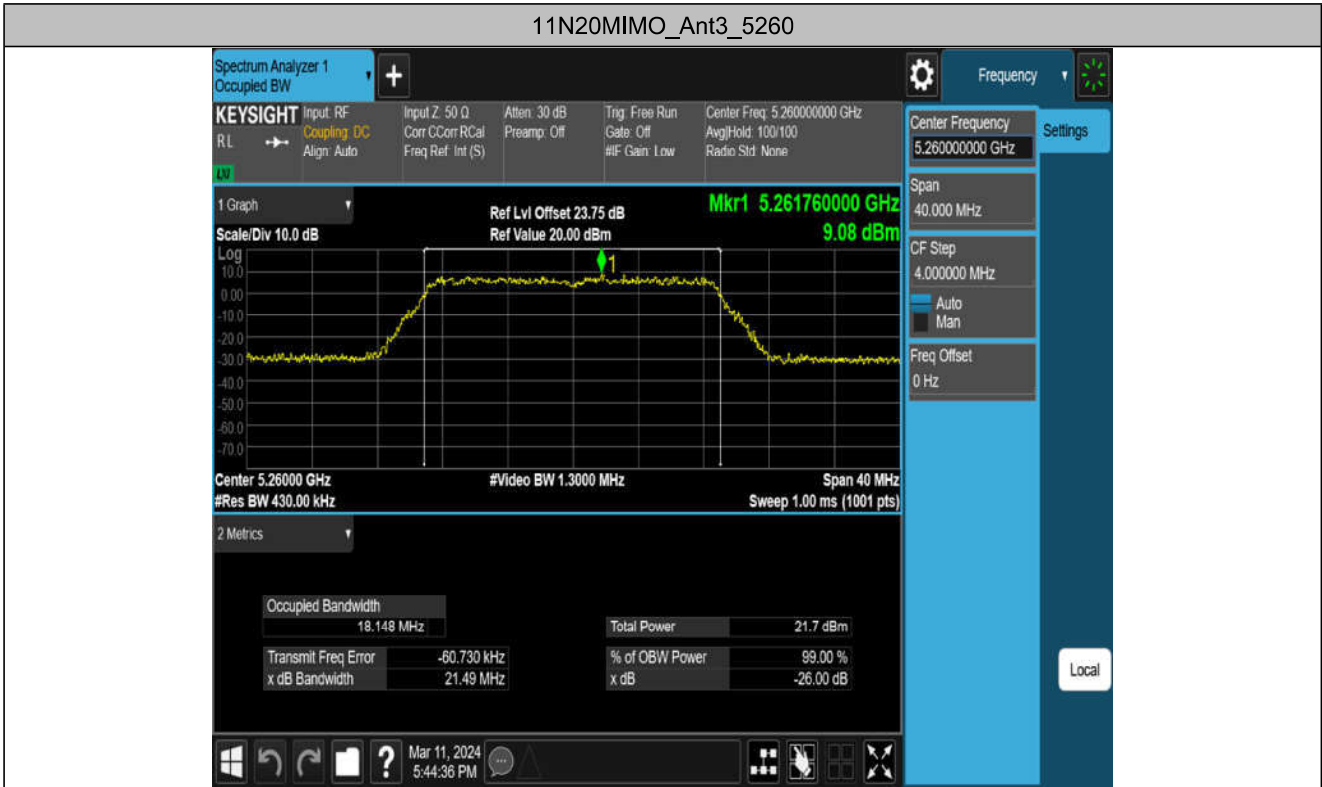 11N20MIMO_Ant3_5260
Spectrum Analyzer 1
Occupied BW
Frequency
KEYSIGHT
R L
LXI
Input: RF
Coupling: DC
Align: Auto
Input Z: 50 Ω
Corr CCorr RCal
Freq Ref: Int (S)
Atten: 30 dB
Preamp: Off
Trig: Free Run
Gate: Off
#IF Gain: Low
Center Freq: 5.260000000 GHz
Avg|Hold: 100/100
Radio Std: None
Center Frequency
5.260000000 GHz
Settings
Span
40.000 MHz
CF Step
4.000000 MHz
Auto
Man
Freq Offset
0 Hz
Local
1 Graph
Scale/Div 10.0 dB
Ref Lvl Offset 23.75 dB
Ref Value 20.00 dBm
Mkr1 5.261760000 GHz
9.08 dBm
Log
1
10.0
0.00
-10.0
-20.0
-30.0
-40.0
-50.0
-60.0
-70.0
Center 5.26000 GHz
#Res BW 430.00 kHz
#Video BW 1.3000 MHz
Span 40 MHz
Sweep 1.00 ms (1001 pts)
2 Metrics
Occupied Bandwidth
18.148 MHz
Total Power 21.7 dBm
Transmit Freq Error -60.730 kHz
% of OBW Power 99.00 %
x dB Bandwidth 21.49 MHz
x dB -26.00 dB
?
Mar 11, 2024
5:44:36 PM